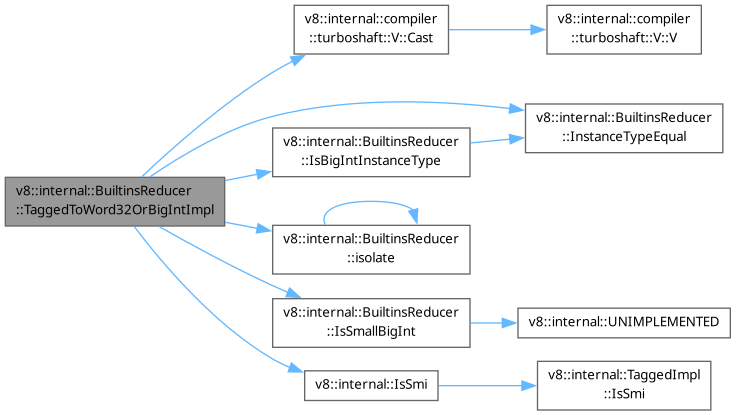 v8::internal::compiler
::turboshaft::V::Cast
v8::internal::compiler
::turboshaft::V::V
v8::internal::BuiltinsReducer
::InstanceTypeEqual
v8::internal::BuiltinsReducer
::IsBigIntInstanceType
v8::internal::BuiltinsReducer
::TaggedToWord32OrBigIntImpl
v8::internal::BuiltinsReducer
::isolate
v8::internal::BuiltinsReducer
::IsSmallBigInt
v8::internal::UNIMPLEMENTED
v8::internal::IsSmi
v8::internal::TaggedImpl
::IsSmi